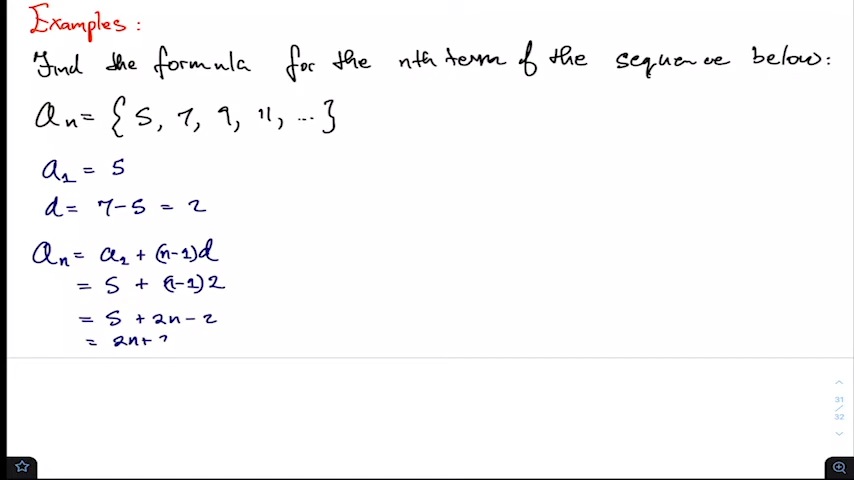 Examples:
Find the formula for the nth term of the sequence below:
an = { 5, 7, 9, 11, ... }
a1 = 5
d = 7-5 = 2
an = a1 + (n-1)d
= 5 + (n-1)2
= 5 + 2n - 2
= 2n+
31
/
32